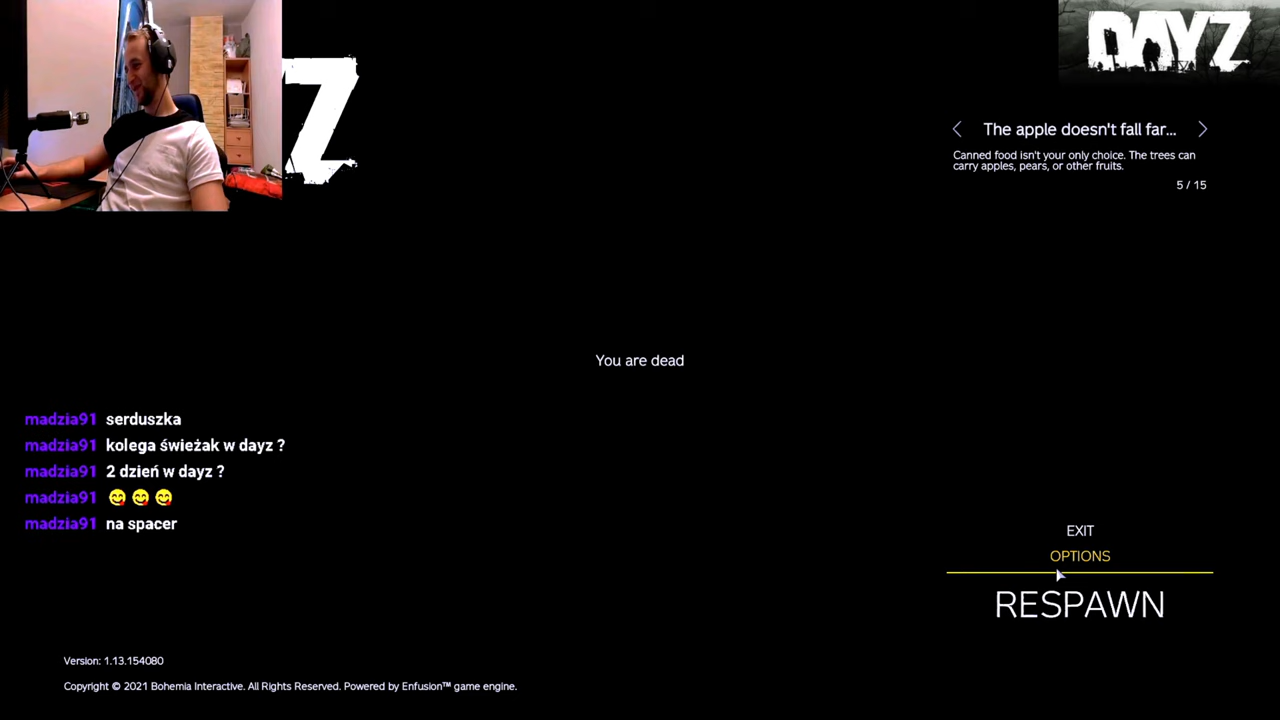 Z
DAYZ
The apple doesn't fall far...
Canned food isn't your only choice. The trees can
carry apples, pears, or other fruits.
5 / 15
You are dead
madzia91 serduszka
madzia91 kolega świeżak w dayz ?
madzia91 2 dzień w dayz ?
madzia91 😋 😋 😋
madzia91 na spacer
EXIT
OPTIONS
RESPAWN
Version: 1.13.154080
Copyright © 2021 Bohemia Interactive. All Rights Reserved. Powered by Enfusion™ game engine.